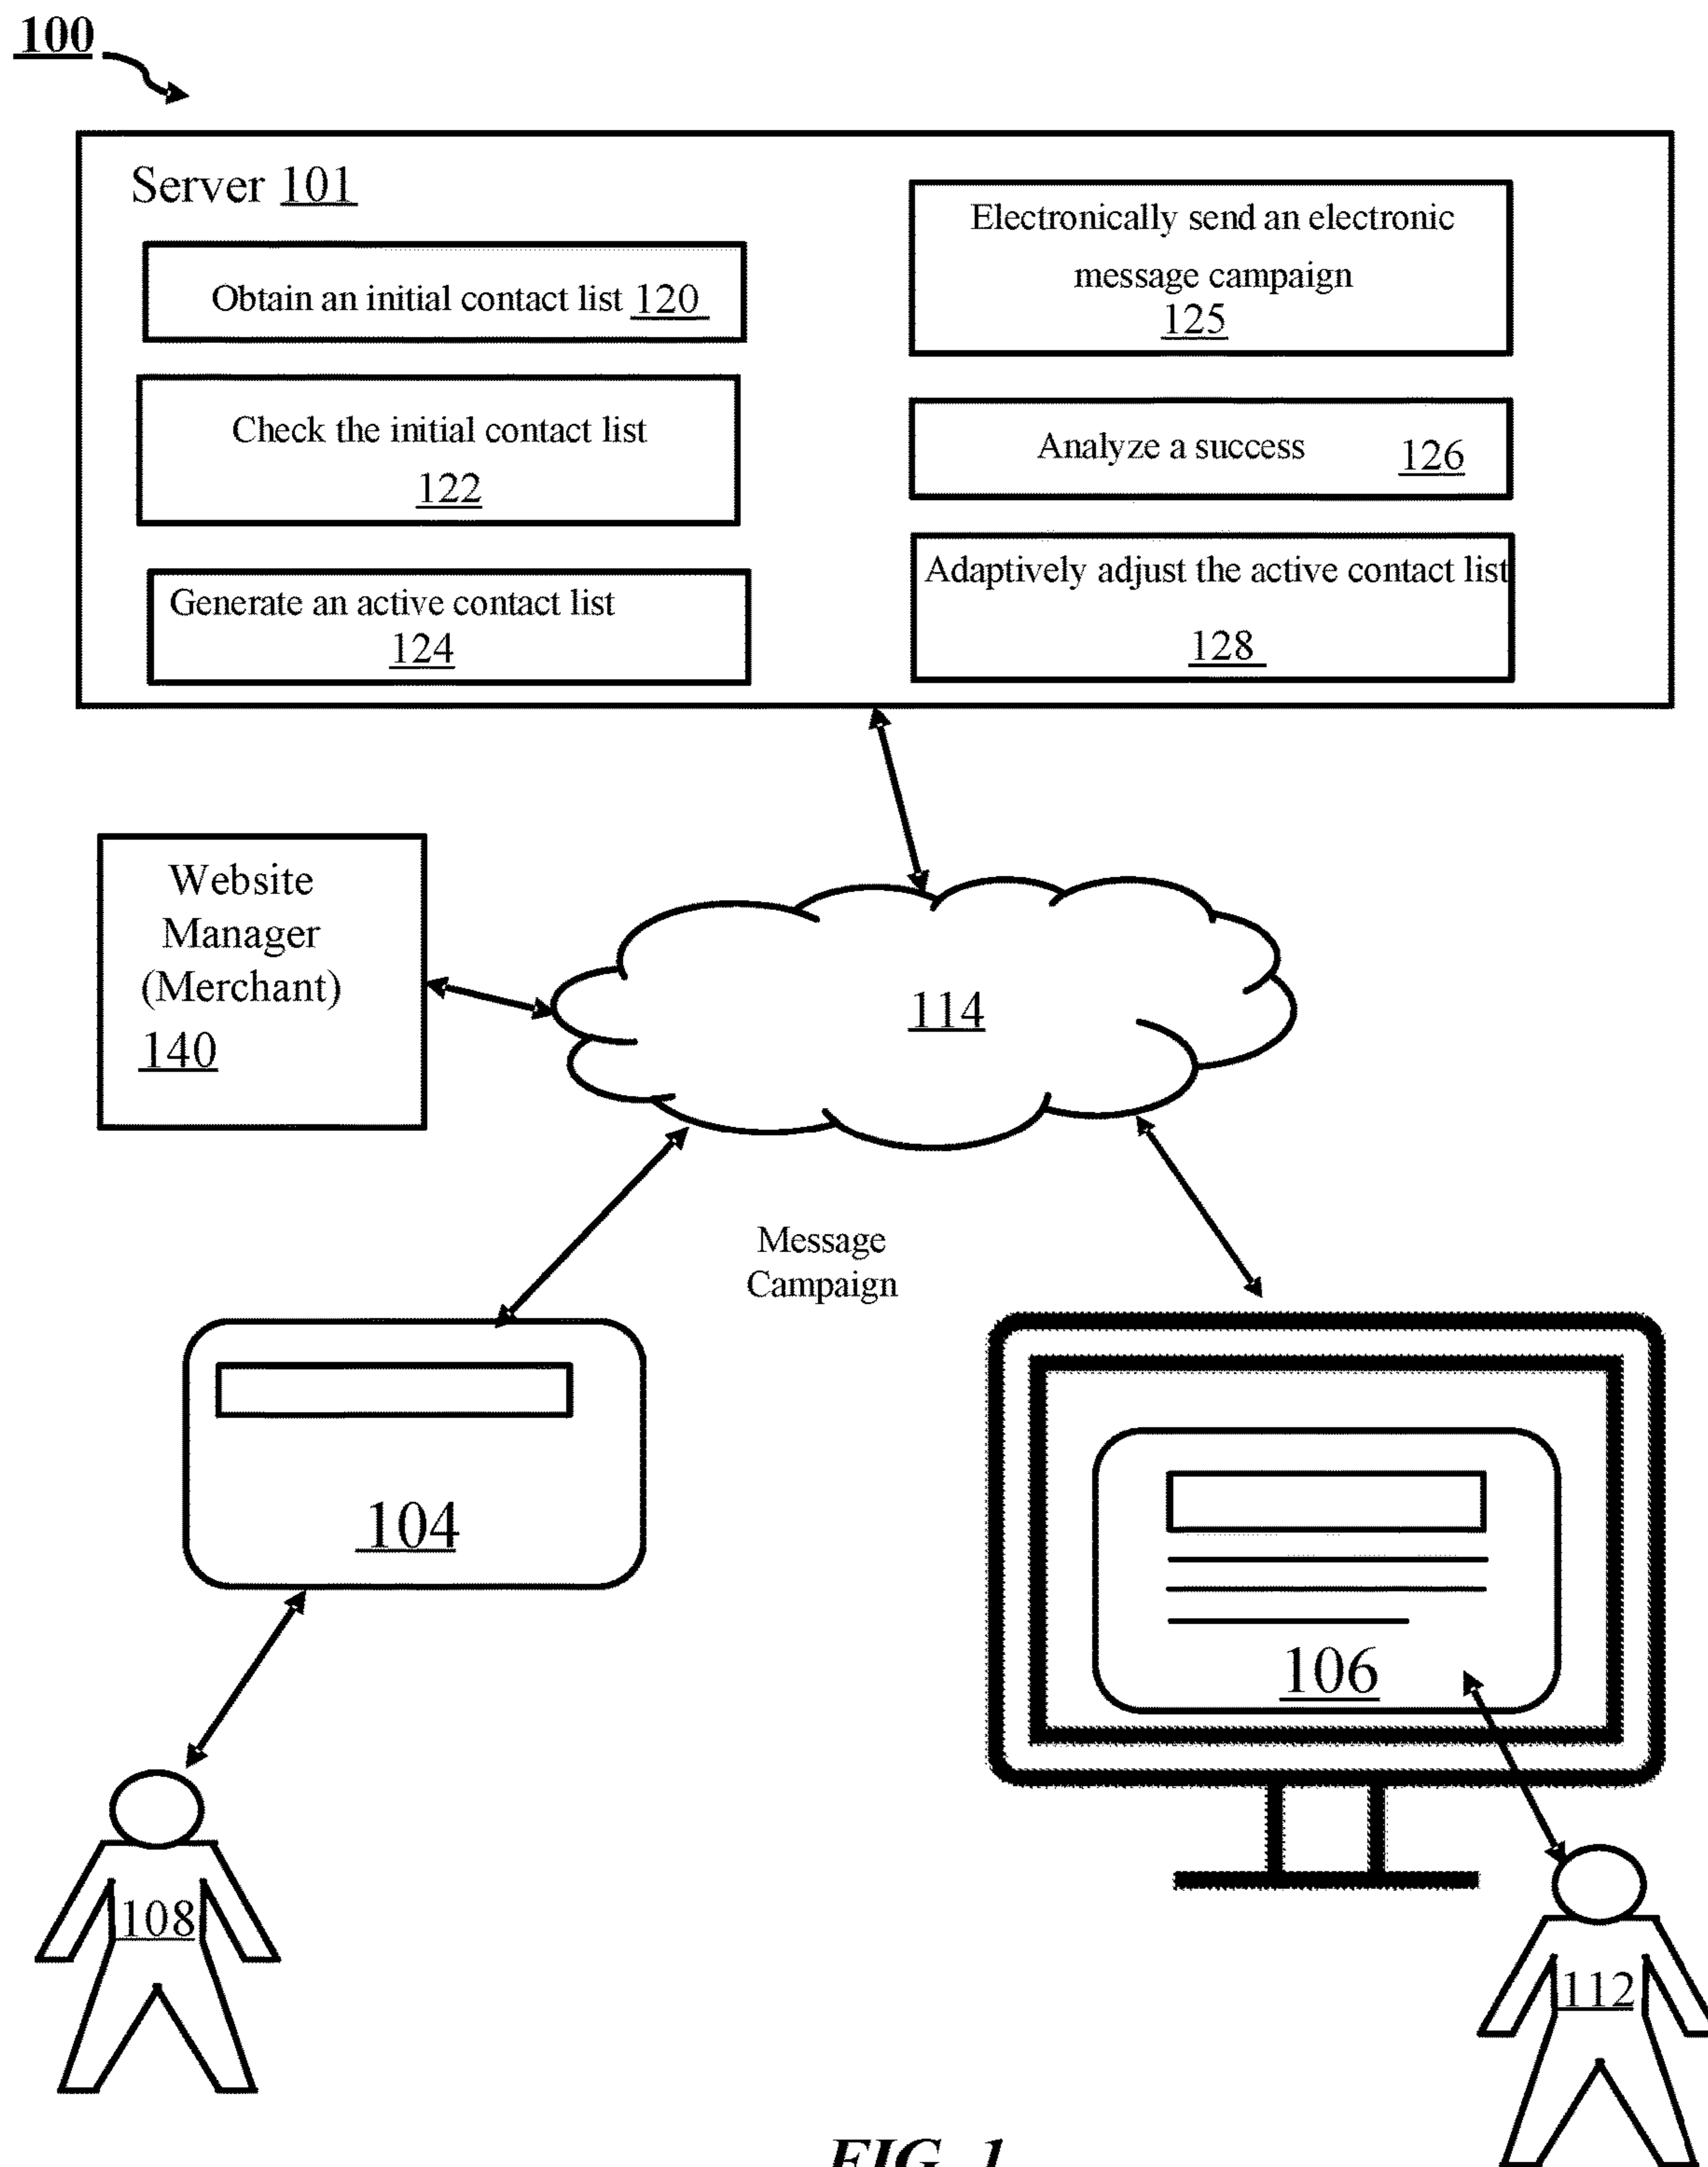 100
Server 101
Obtain an initial contact list 120
Check the initial contact list
122
Generate an active contact list
124
Electronically send an electronic
message campaign
125
Analyze a success 126
Adaptively adjust the active contact list
128
Website
Manager
(Merchant)
140
114
Message
Campaign
104
106
108
112
FIG. 1